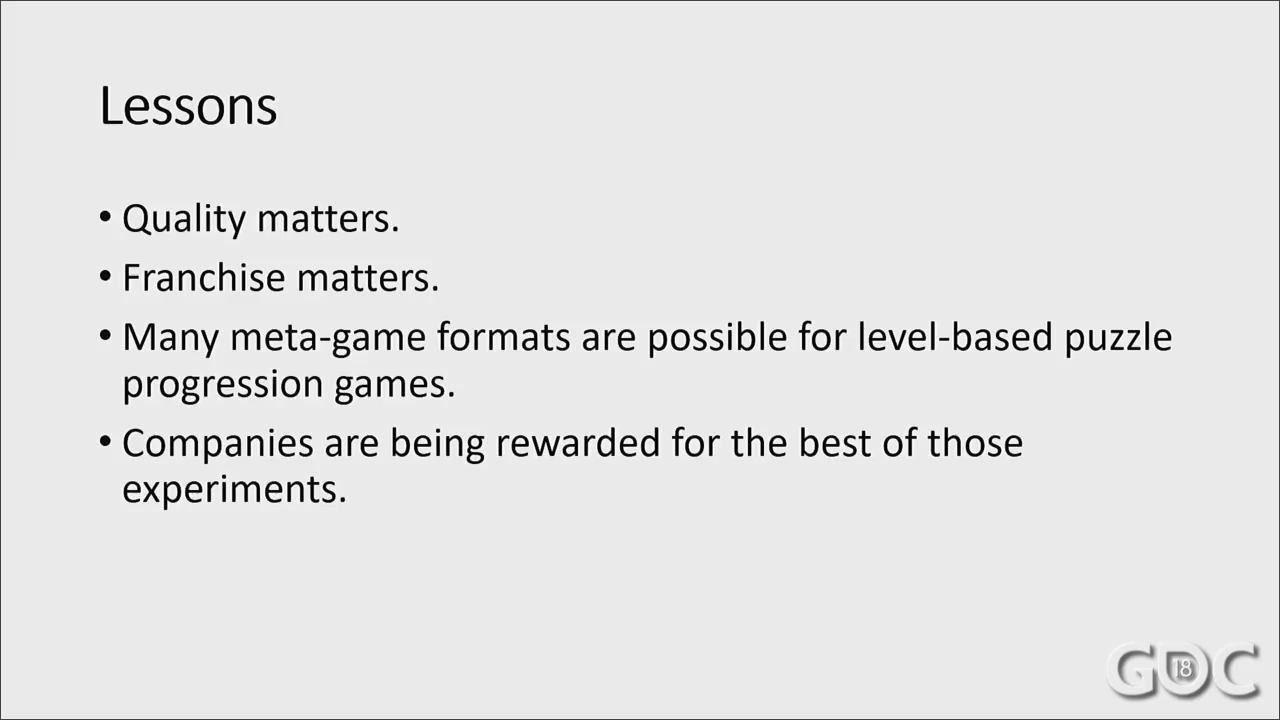 Lessons
• Quality matters.
• Franchise matters.
• Many meta-game formats are possible for level-based puzzle
progression games.
• Companies are being rewarded for the best of those
experiments.
GDC
18